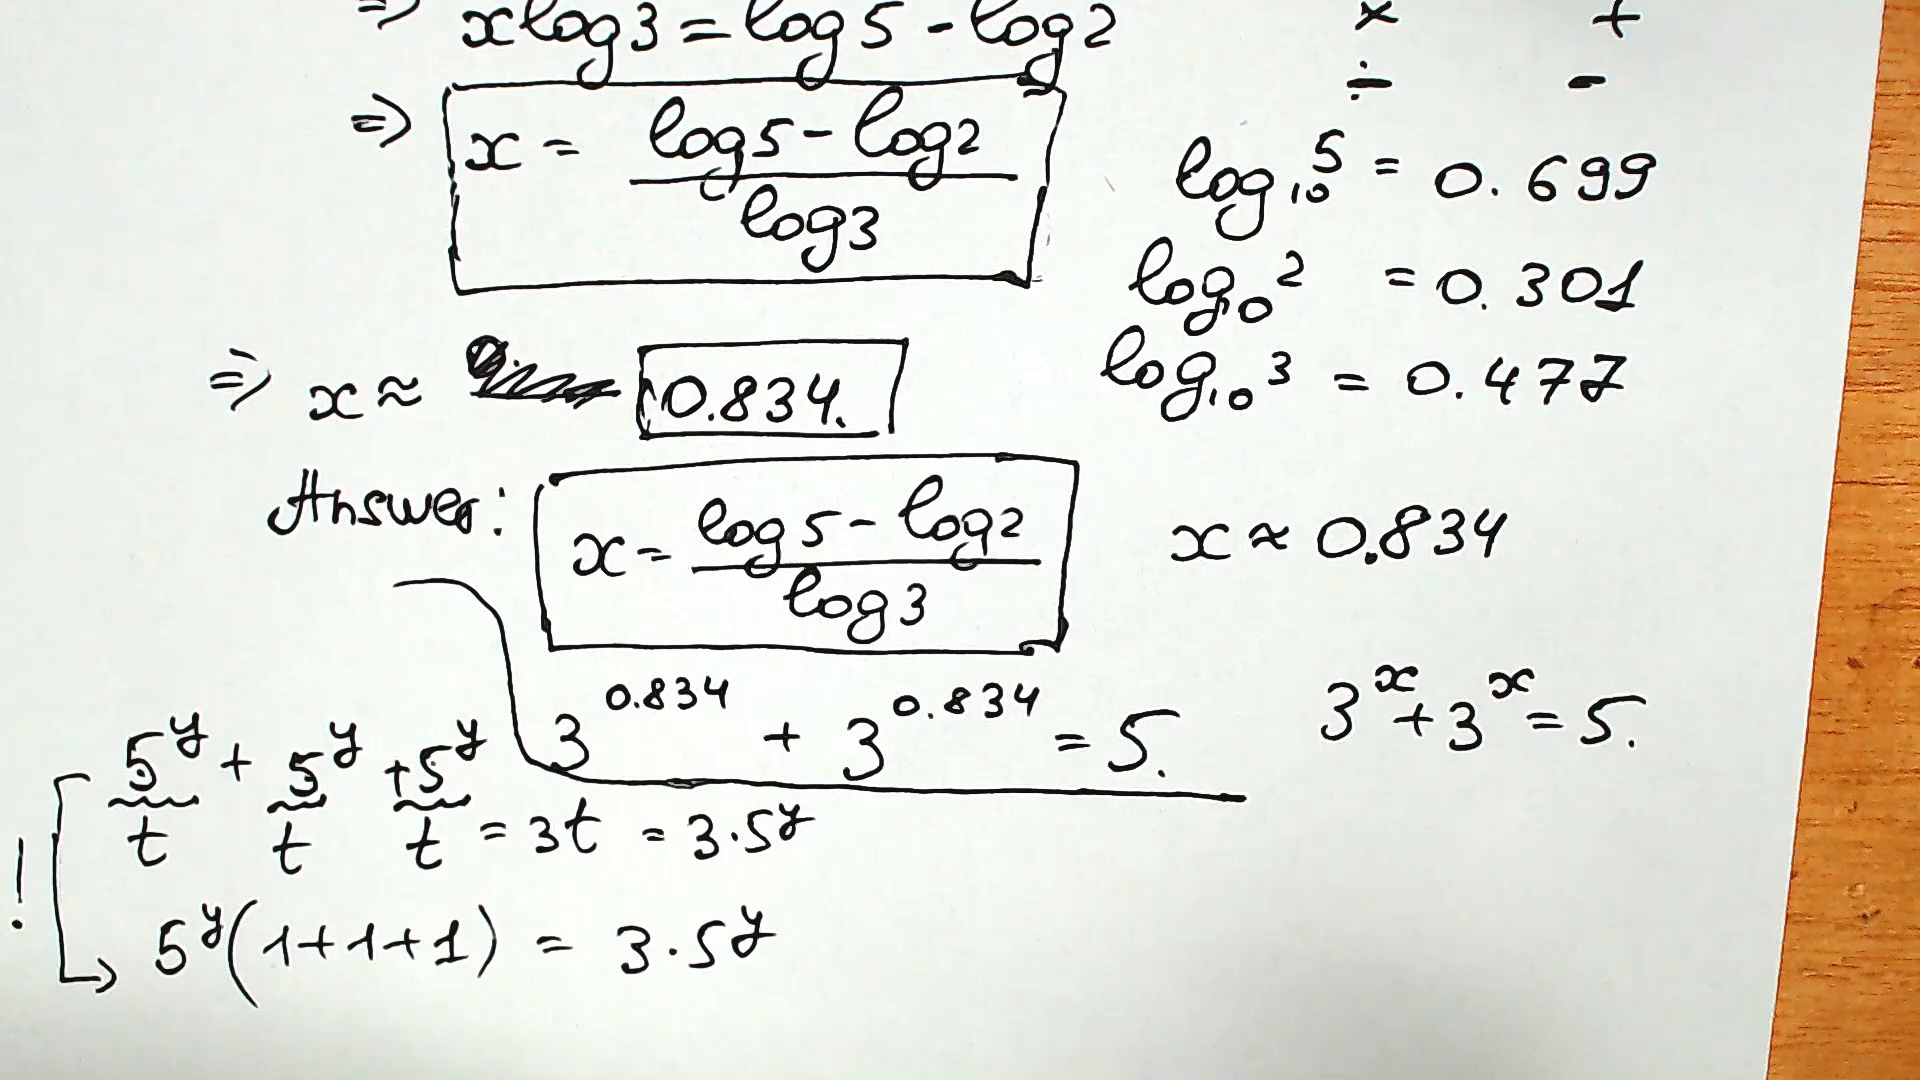 ⇒ xlog3 = log5 - log2
× +
÷ -
⇒ x = (log5 - log2)/log3
log₁₀5 = 0.699
log₁₀2 = 0.301
log₁₀3 = 0.477
⇒ x ≈ 0.834.
Answer: x = (log5 - log2)/log3 x ≈ 0.834
3^0.834 + 3^0.834 = 5. 3^x + 3^x = 5.
5^y + 5^y + 5^y
t t t = 3t = 3·5^y
! 5^y(1+1+1) = 3·5^y